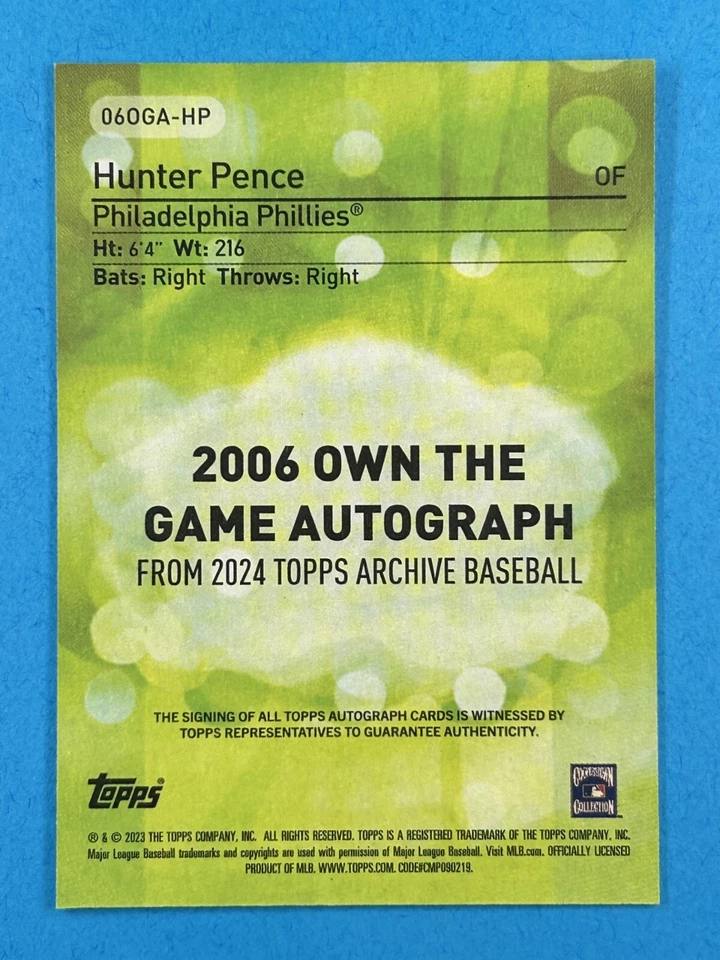 06OGA-HP
Hunter Pence OF
Philadelphia Phillies®
Ht: 6'4" Wt: 216
Bats: Right Throws: Right
2006 OWN THE
GAME AUTOGRAPH
FROM 2024 TOPPS ARCHIVE BASEBALL
THE SIGNING OF ALL TOPPS AUTOGRAPH CARDS IS WITNESSED BY
TOPPS REPRESENTATIVES TO GUARANTEE AUTHENTICITY.
topps®
COOPERSTOWN
COLLECTION
® & © 2023 THE TOPPS COMPANY, INC. ALL RIGHTS RESERVED. TOPPS IS A REGISTERED TRADEMARK OF THE TOPPS COMPANY, INC.
Major League Baseball trademarks and copyrights are used with permission of Major League Baseball. Visit MLB.com. OFFICIALLY LICENSED
PRODUCT OF MLB. WWW.TOPPS.COM. CODE#CMP090219.